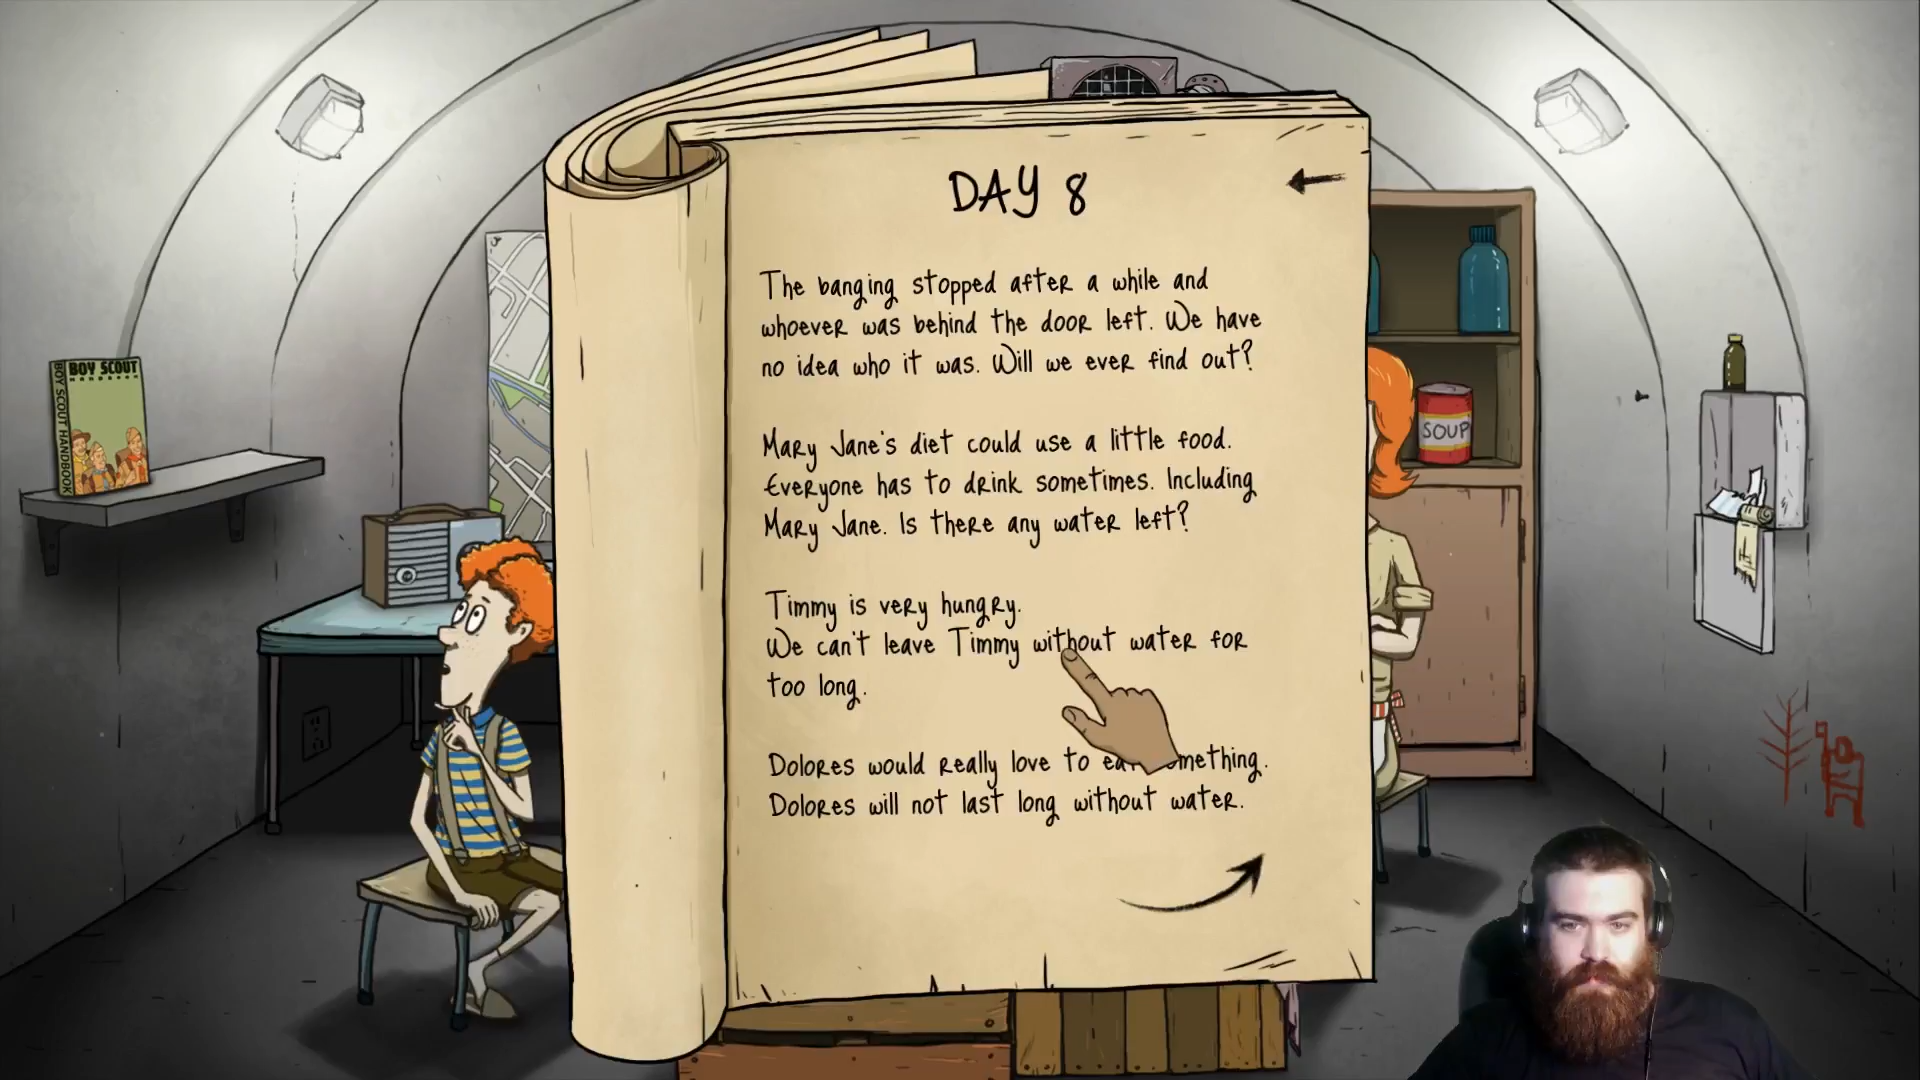 DAY 8
The banging stopped after a while and
whoever was behind the door left. We have
no idea who it was. Will we ever find out?
Mary Jane's diet could use a little food.
Everyone has to drink sometimes. Including
Mary Jane. Is there any water left?
Timmy is very hungry.
We can't leave Timmy without water for
too long.
Dolores would really love to
Dolores will not last long without water.
BOY SCOUT
HANDBOOK
BOY SCOUT HANDBOOK
SOUP